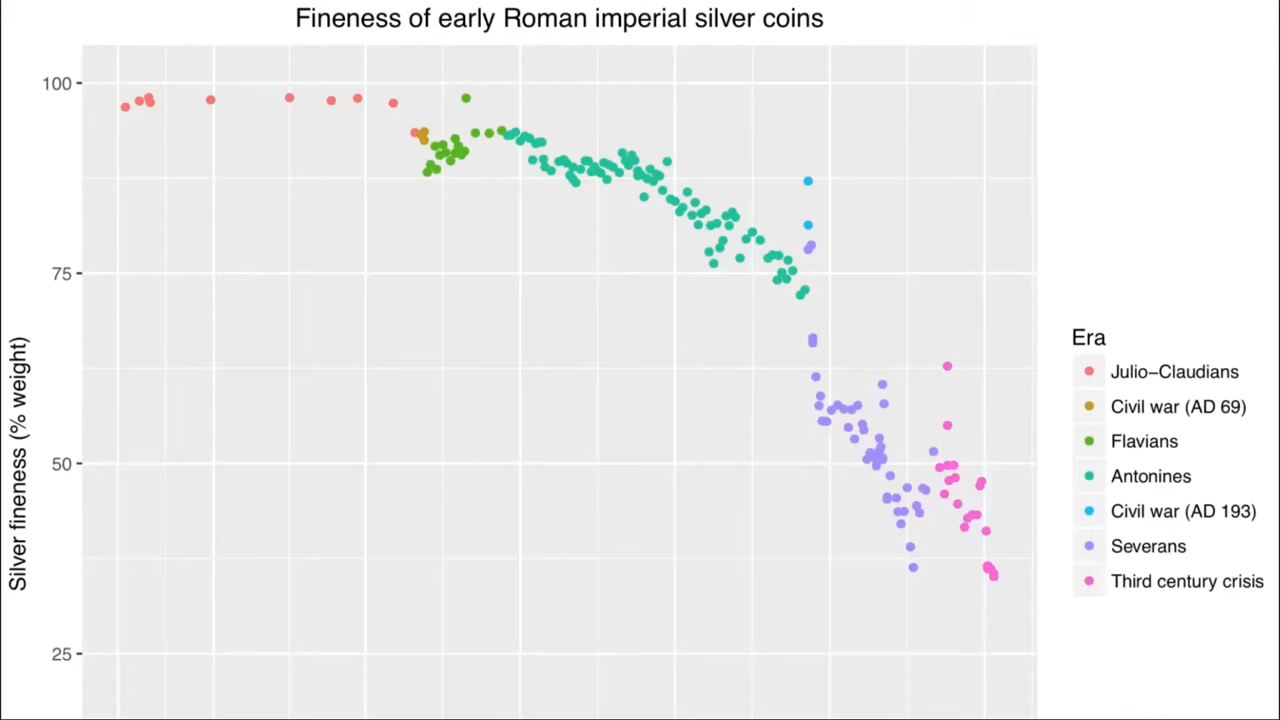 Fineness of early Roman imperial silver coins
100
75
50
25
Silver fineness (% weight)
Era
Julio−Claudians
Civil war (AD 69)
Flavians
Antonines
Civil war (AD 193)
Severans
Third century crisis